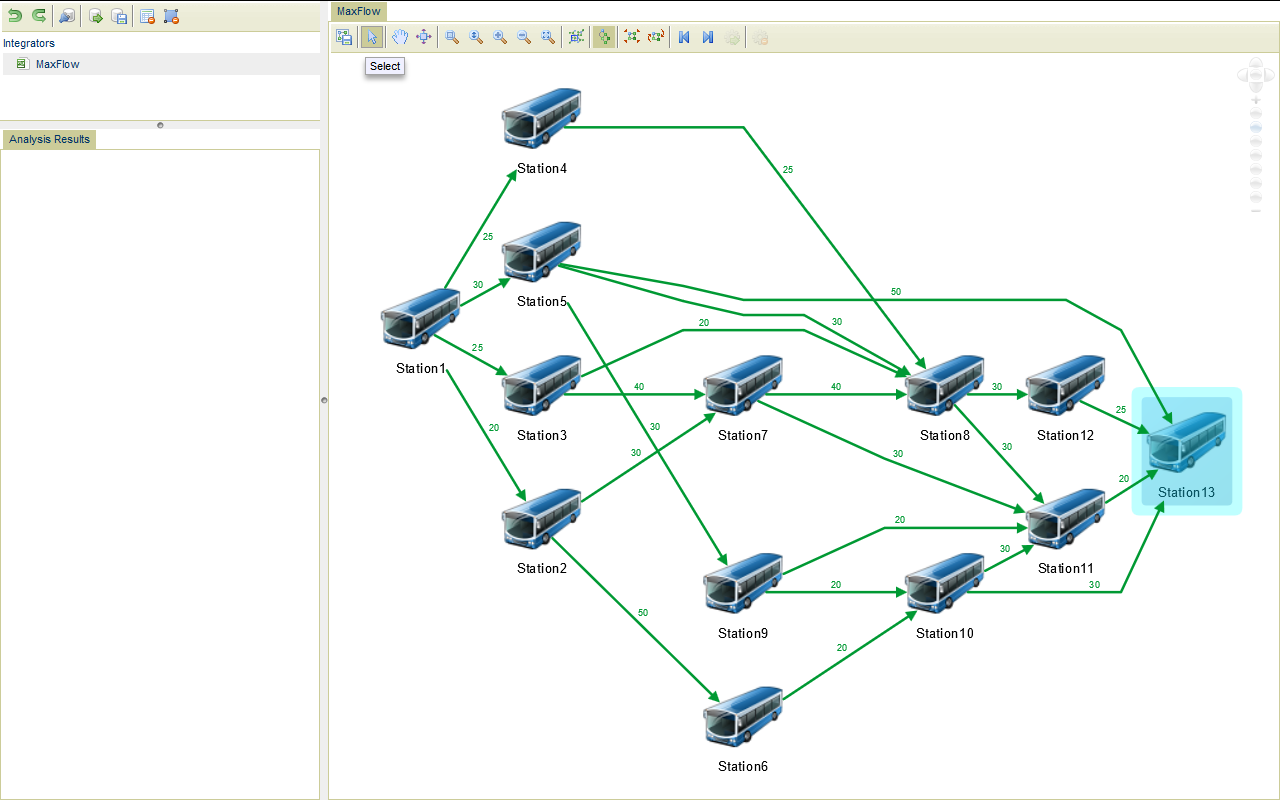 MaxFlow
Integrators
MaxFlow
Select
Analysis Results
Station4
25
25
Station5
30
50
30
20
Station1
25
40
40
30
Station3
Station7
Station8
Station12
25
20
30
30
30
30
20
Station13
20
Station2
Station11
30
20
30
Station9
Station10
50
20
Station6